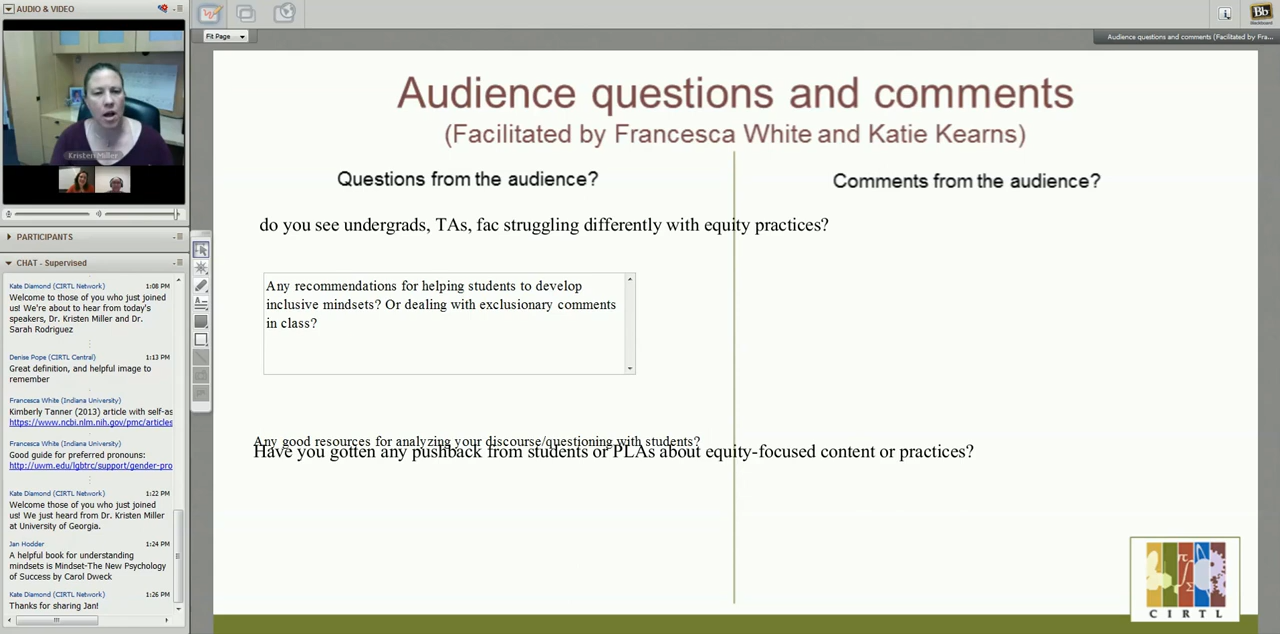 AUDIO & VIDEO
Kristen Miller
PARTICIPANTS
CHAT - Supervised
Kate Diamond (CIRTL Network) 1:08 PM
Welcome to those of you who just joined
us! We're about to hear from today's
speakers, Dr. Kristen Miller and Dr.
Sarah Rodriguez
Denise Pope (CIRTL Central) 1:13 PM
Great definition, and helpful image to
remember
Francesca White (Indiana University)
Kimberly Tanner (2013) article with self-as
https://www.ncbi.nlm.nih.gov/pmc/articles
Francesca White (Indiana University)
Good guide for preferred pronouns:
http://uwm.edu/lgbtrc/support/gender-pro
Kate Diamond (CIRTL Network) 1:22 PM
Welcome those of you who just joined
us! We just heard from Dr. Kristen Miller
at University of Georgia.
Jan Hodder 1:24 PM
A helpful book for understanding
mindsets is Mindset-The New Psychology
of Success by Carol Dweck
Kate Diamond (CIRTL Network) 1:26 PM
Thanks for sharing Jan!
Fit Page
Bb
Blackboard
Audience questions and comments (Facilitated by Fra...
Audience questions and comments
(Facilitated by Francesca White and Katie Kearns)
Questions from the audience?
Comments from the audience?
do you see undergrads, TAs, fac struggling differently with equity practices?
Any recommendations for helping students to develop
inclusive mindsets? Or dealing with exclusionary comments
in class?
Any good resources for analyzing your discourse/questioning with students?
Have you gotten any pushback from students or PLAs about equity-focused content or practices?
CIRTL